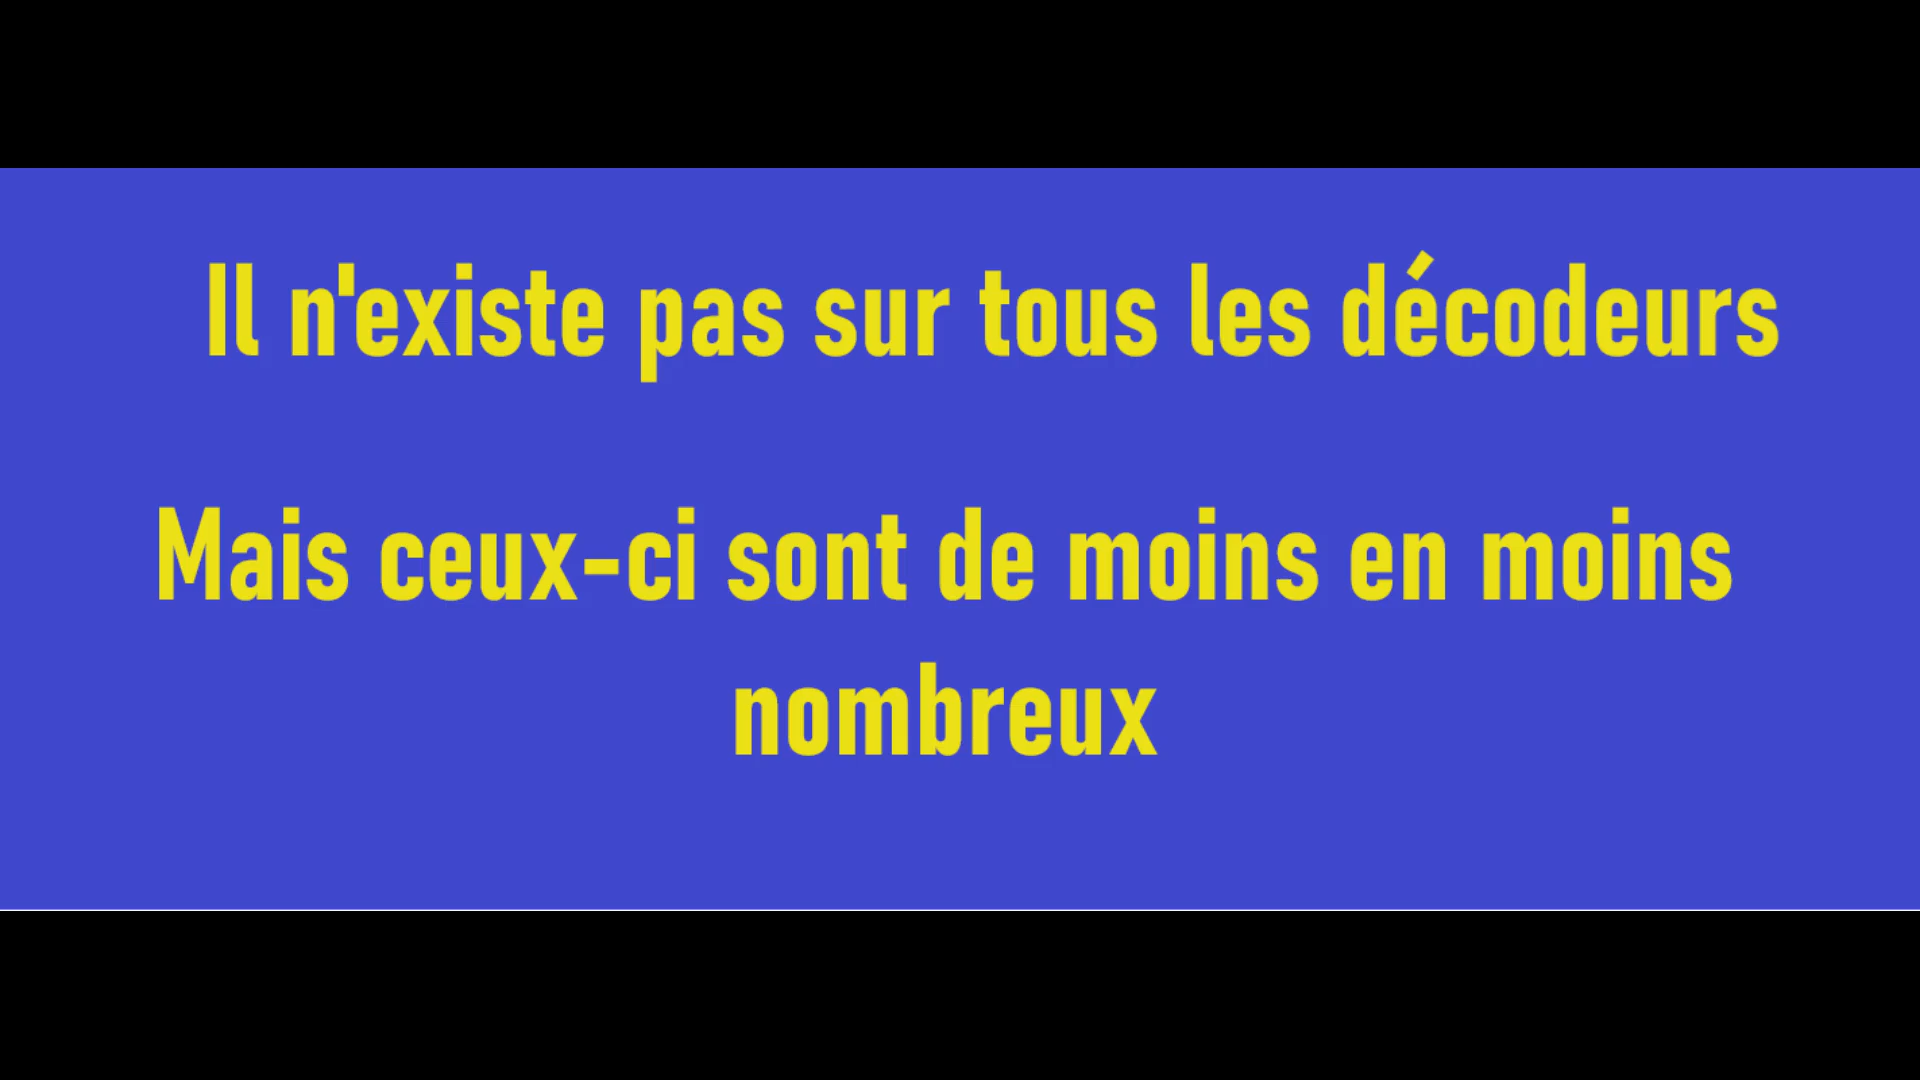 Il n'existe pas sur tous les décodeurs
Mais ceux-ci sont de moins en moins
nombreux